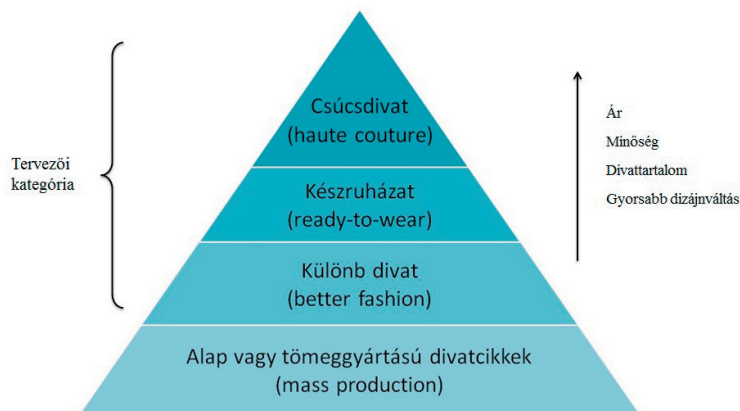 Csúcsdivat
(haute couture)
Készruházat
(ready-to-wear)
Különb divat
(better fashion)
Alap vagy tömeggyártású divatcikkek
(mass production)
Tervezői
kategória
Ár
Minőség
Divattartalom
Gyorsabb dizájnváltás